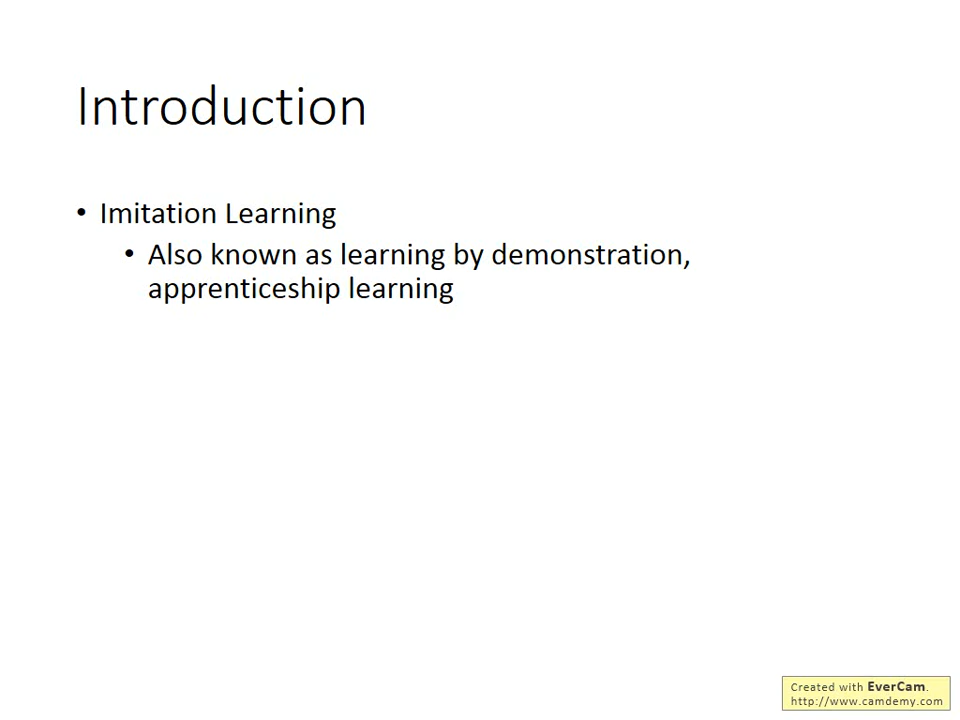 Introduction
• Imitation Learning
• Also known as learning by demonstration,
apprenticeship learning
Created with EverCam.
http://www.camdemy.com